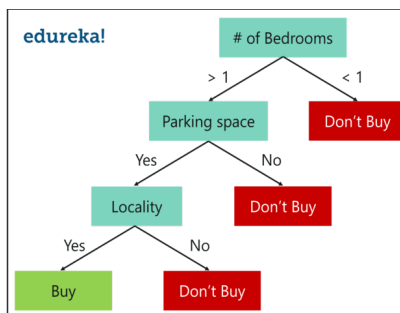 edureka!
# of Bedrooms
> 1
< 1
Parking space
Don't Buy
Yes
No
Locality
Don't Buy
Yes
No
Buy
Don't Buy